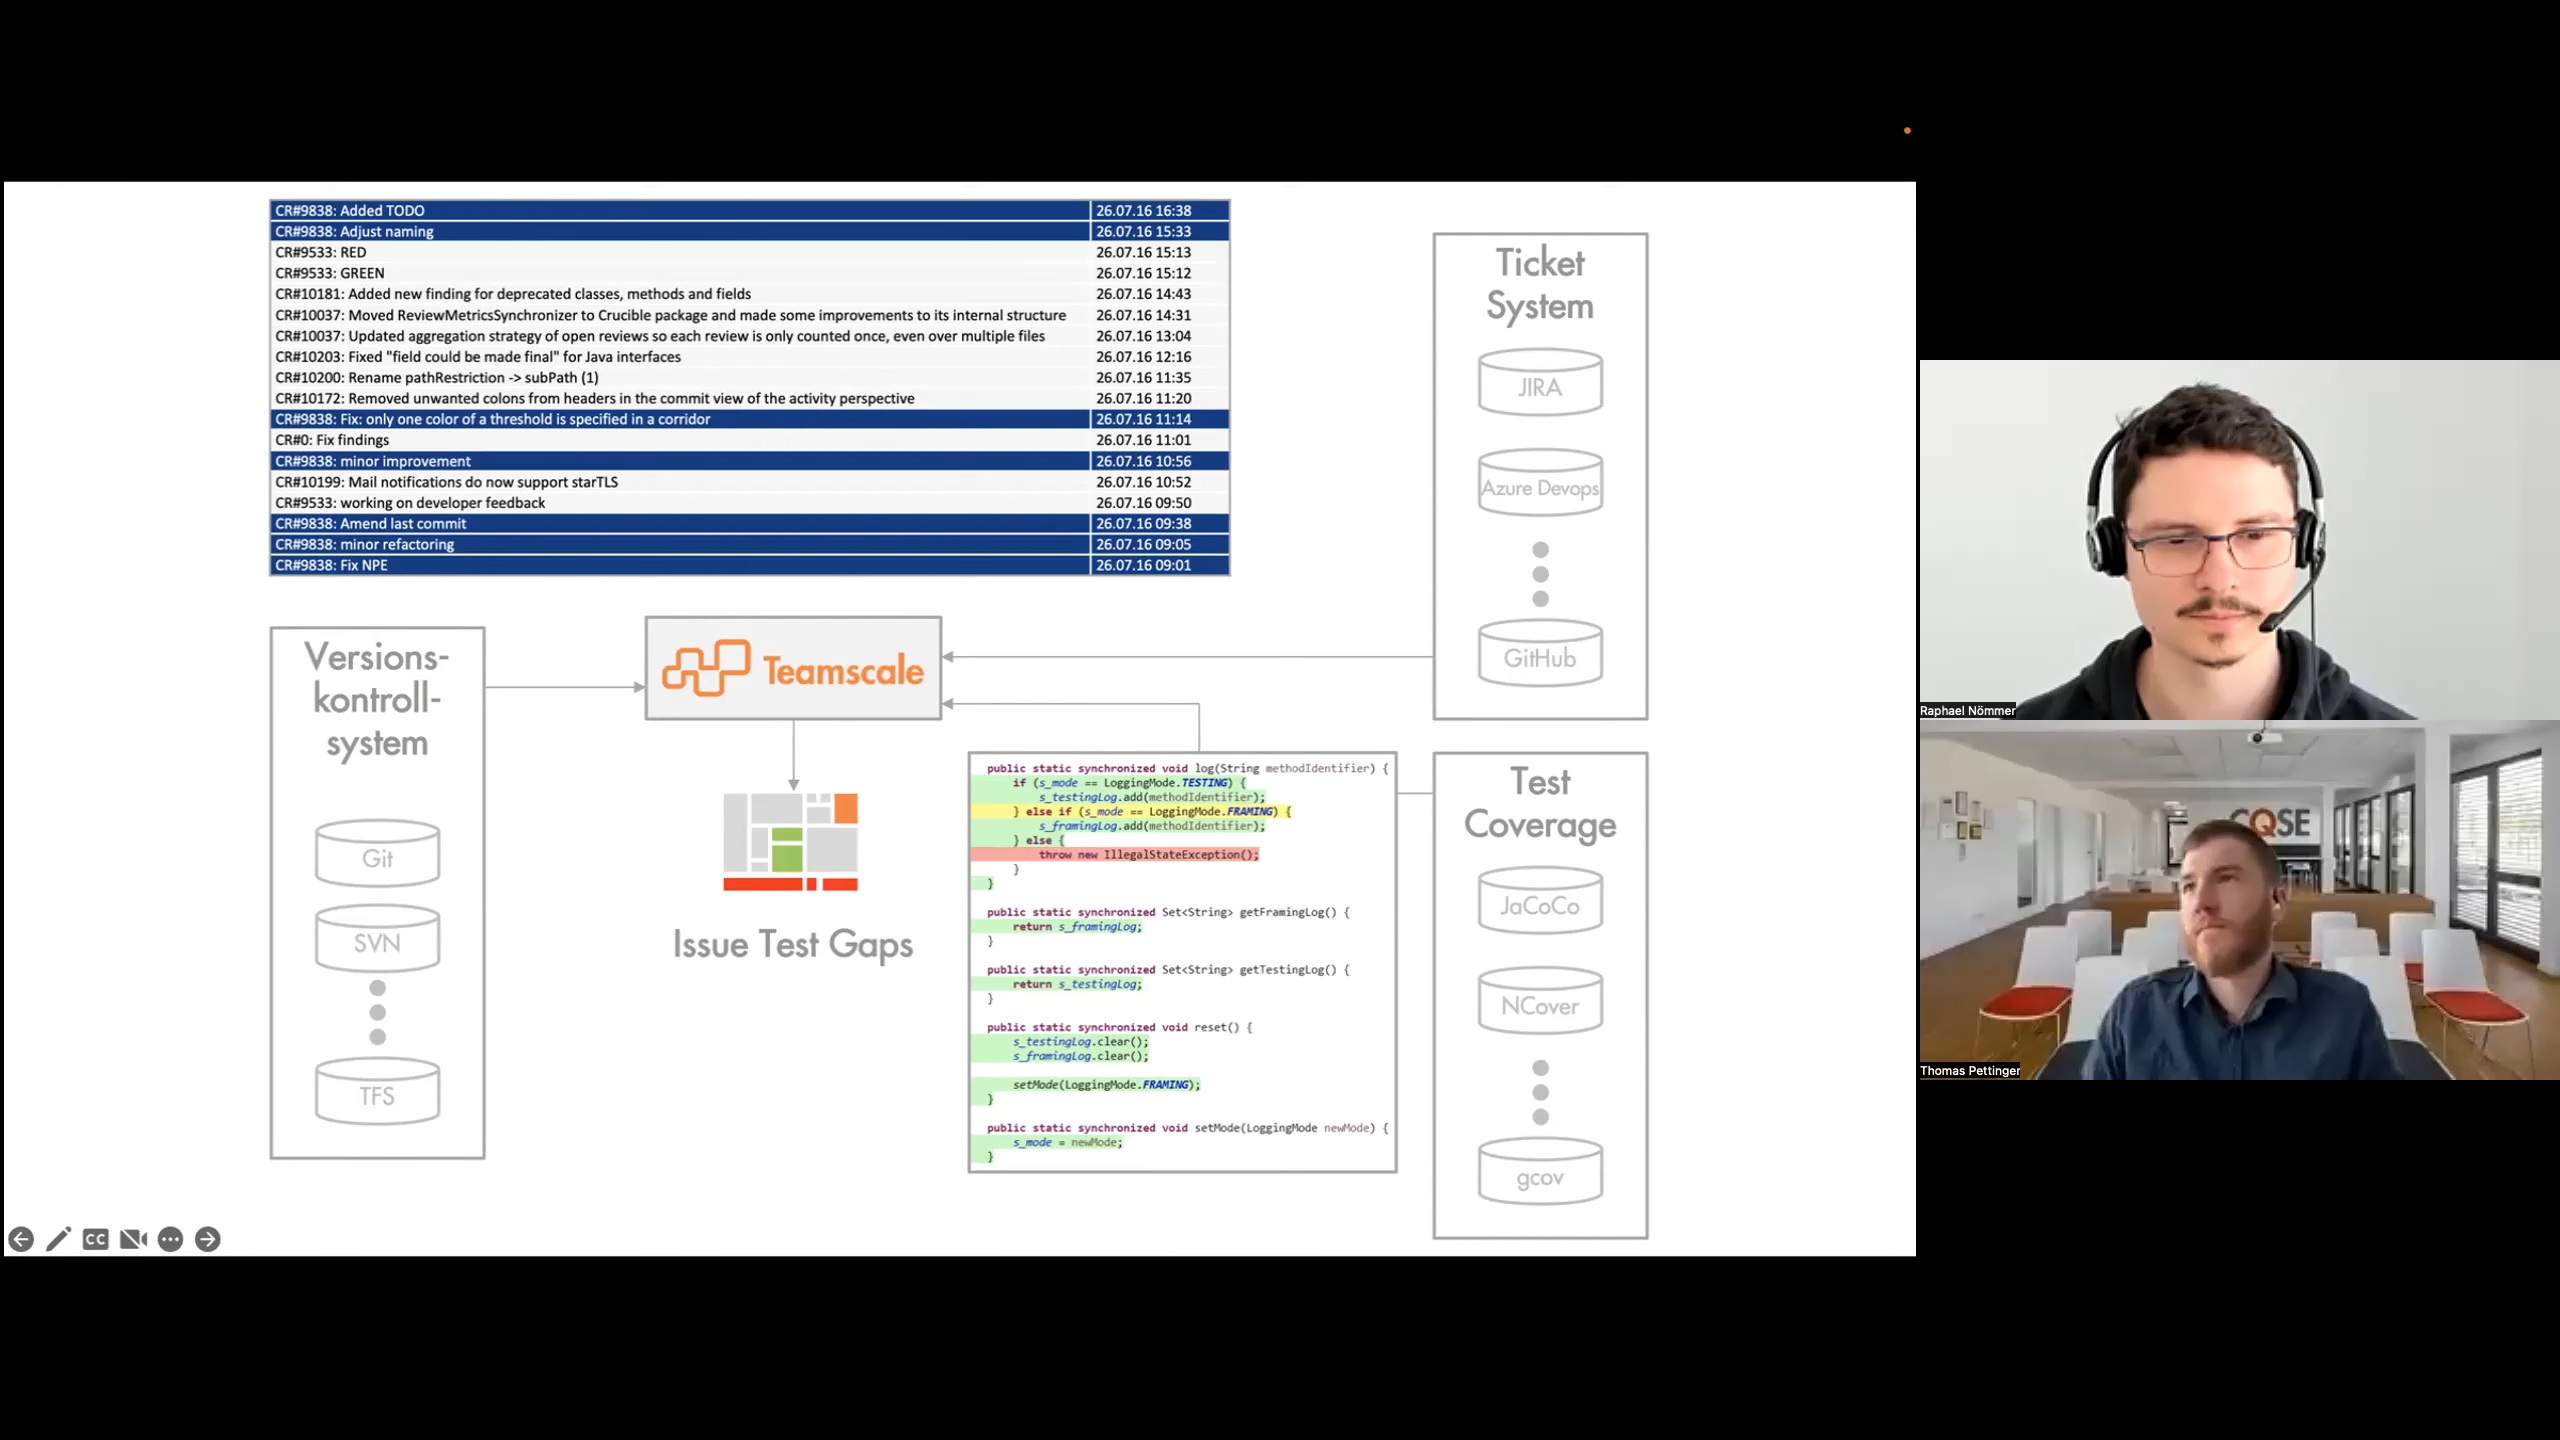 CR#9838: Added TODO 26.07.16 16:38
CR#9838: Adjust naming 26.07.16 15:33
CR#9533: RED 26.07.16 15:13
CR#9533: GREEN 26.07.16 15:12
CR#10181: Added new finding for deprecated classes, methods and fields 26.07.16 14:43
CR#10037: Moved ReviewMetricsSynchronizer to Crucible package and made some improvements to its internal structure 26.07.16 14:31
CR#10037: Updated aggregation strategy of open reviews so each review is only counted once, even over multiple files 26.07.16 13:04
CR#10203: Fixed "field could be made final" for Java interfaces 26.07.16 12:16
CR#10200: Rename pathRestriction -> subPath (1) 26.07.16 11:35
CR#10172: Removed unwanted colons from headers in the commit view of the activity perspective 26.07.16 11:20
CR#9838: Fix: only one color of a threshold is specified in a corridor 26.07.16 11:14
CR#0: Fix findings 26.07.16 11:01
CR#9838: minor improvement 26.07.16 10:56
CR#10199: Mail notifications do now support starTLS 26.07.16 10:52
CR#9533: working on developer feedback 26.07.16 09:50
CR#9838: Amend last commit 26.07.16 09:38
CR#9838: minor refactoring 26.07.16 09:05
CR#9838: Fix NPE 26.07.16 09:01
Versions-
kontroll-
system
Git
SVN
TFS
Teamscale
Issue Test Gaps
public static synchronized void log(String methodIdentifier) {
if (s_mode == LoggingMode.TESTING) {
s_testingLog.add(methodIdentifier);
} else if (s_mode == LoggingMode.FRAMING) {
s_framingLog.add(methodIdentifier);
} else {
throw new IllegalStateException();
}
}
public static synchronized Set<String> getFramingLog() {
return s_framingLog;
}
public static synchronized Set<String> getTestingLog() {
return s_testingLog;
}
public static synchronized void reset() {
s_testingLog.clear();
s_framingLog.clear();
setMode(LoggingMode.FRAMING);
}
public static synchronized void setMode(LoggingMode newMode) {
s_mode = newMode;
}
Ticket
System
JIRA
Azure Devops
GitHub
Test
Coverage
JaCoCo
NCover
gcov
CC
Raphael Nömmer
CQSE
Thomas Pettinger